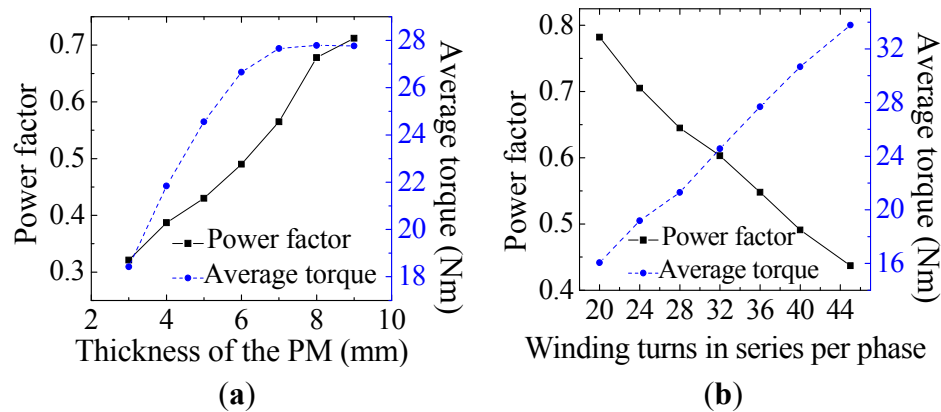 0.7
0.6
0.5
0.4
0.3
Power factor
28
26
24
22
20
18
Average torque (Nm)
Power factor
Average torque
2 4 6 8 10
Thickness of the PM (mm)
(a)
0.8
0.7
0.6
0.5
0.4
Power factor
32
28
24
20
16
Average torque (Nm)
Power factor
Average torque
20 24 28 32 36 40 44
Winding turns in series per phase
(b)